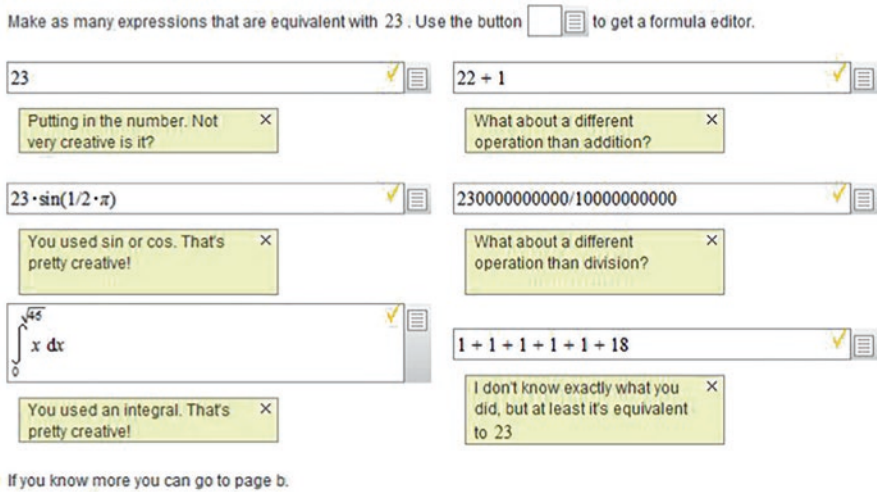 Make as many expressions that are equivalent with 23 . Use the button to get a formula editor.
23
22 + 1
Putting in the number. Not
very creative is it?
What about a different
operation than addition?
23·sin(1/2·π)
230000000000/10000000000
You used sin or cos. That's
pretty creative!
What about a different
operation than division?
√46
∫ x dx
0
1 + 1 + 1 + 1 + 1 + 18
You used an integral. That's
pretty creative!
I don't know exactly what you
did, but at least it's equivalent
to 23
If you know more you can go to page b.